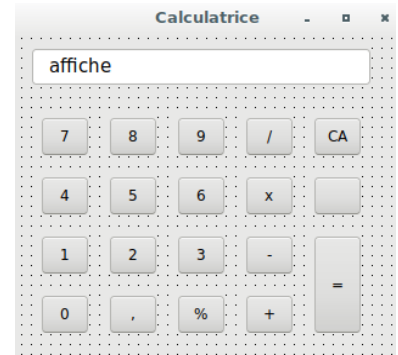 Calculatrice
affiche
7 8 9 / CA
4 5 6 x
1 2 3 -
=
0 , % +